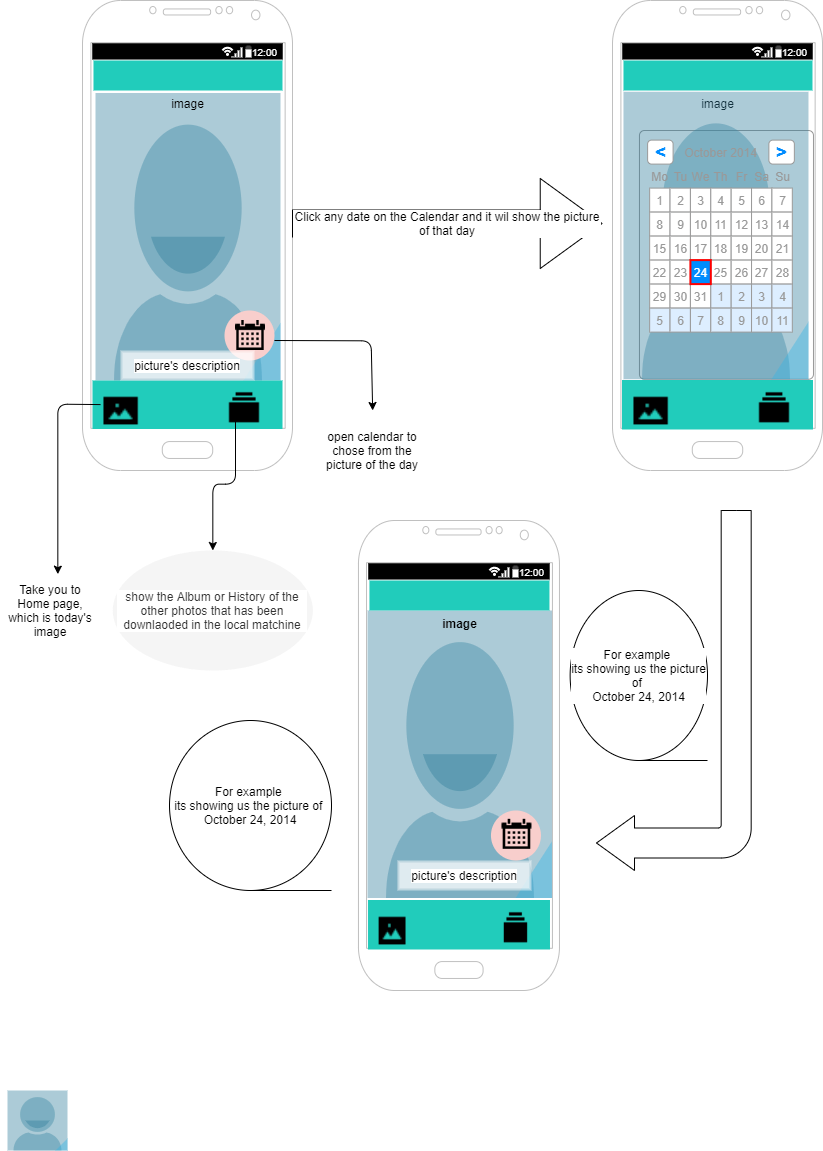 12:00
image
picture's description
12:00
image
< October 2014 >
Mo Tu We Th Fr Sa Su
1 2 3 4 5 6 7
8 9 10 11 12 13 14
15 16 17 18 19 20 21
22 23 24 25 26 27 28
29 30 31 1 2 3 4
5 6 7 8 9 10 11
Click any date on the Calendar and it wil show the picture
of that day
open calendar to
chose from the
picture of the day
Take you to
Home page,
which is today's
image
show the Album or History of the
other photos that has been
downlaoded in the local matchine
12:00
image
picture's description
For example
its showing us the picture
of
October 24, 2014
For example
its showing us the picture of
October 24, 2014